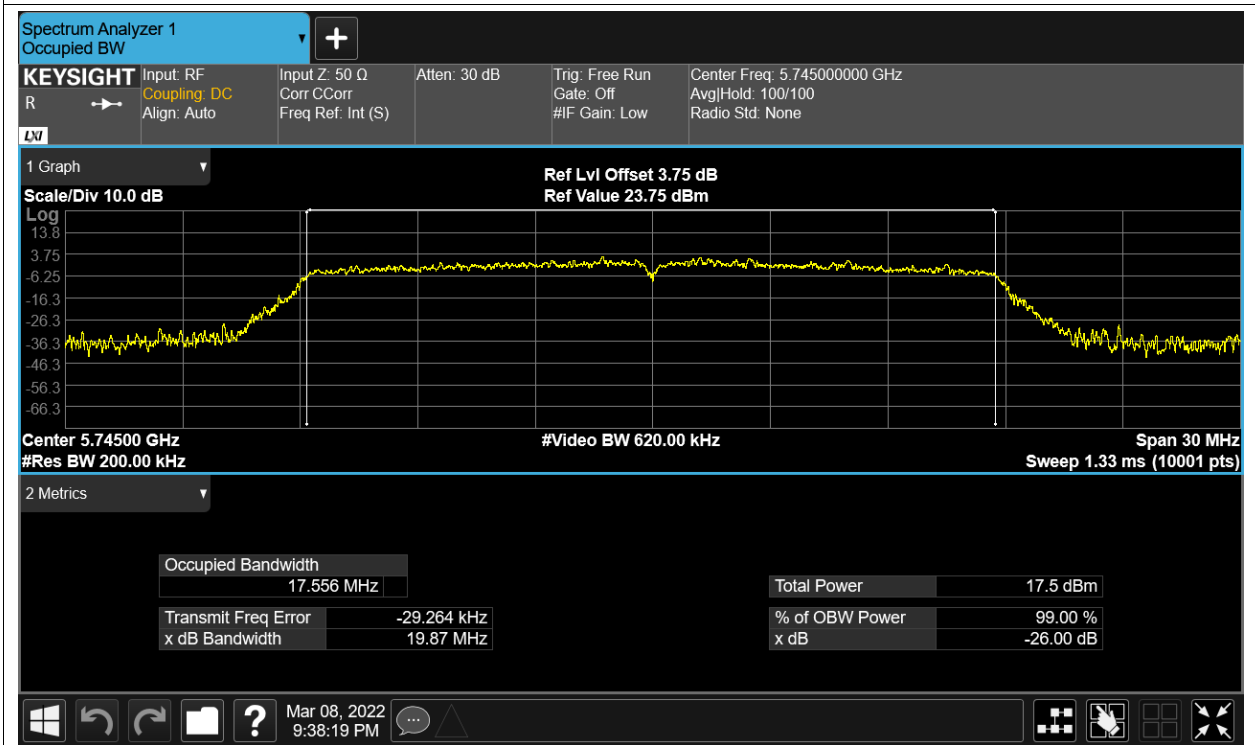 Spectrum Analyzer 1
Occupied BW
KEYSIGHT
R
LXI
Input: RF
Coupling: DC
Align: Auto
Input Z: 50 Ω
Corr CCorr
Freq Ref: Int (S)
Atten: 30 dB
Trig: Free Run
Gate: Off
#IF Gain: Low
Center Freq: 5.745000000 GHz
Avg|Hold: 100/100
Radio Std: None
1 Graph
Scale/Div 10.0 dB
Ref Lvl Offset 3.75 dB
Ref Value 23.75 dBm
Log
13.8
3.75
-6.25
-16.3
-26.3
-36.3
-46.3
-56.3
-66.3
Center 5.74500 GHz
#Video BW 620.00 kHz
Span 30 MHz
#Res BW 200.00 kHz
Sweep 1.33 ms (10001 pts)
2 Metrics
Occupied Bandwidth
17.556 MHz
Total Power 17.5 dBm
Transmit Freq Error -29.264 kHz
% of OBW Power 99.00 %
x dB Bandwidth 19.87 MHz
x dB -26.00 dB
?
Mar 08, 2022
9:38:19 PM